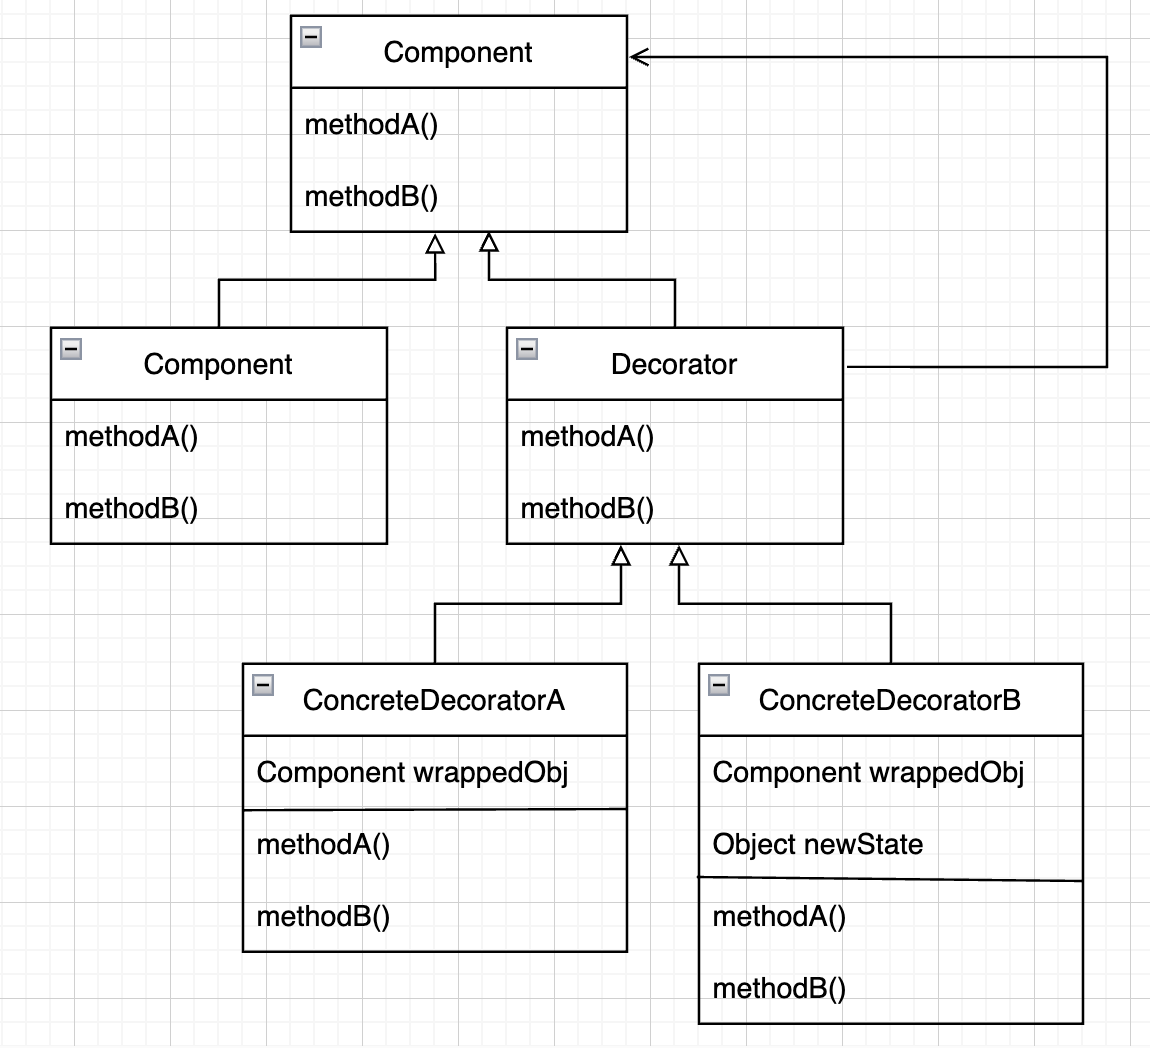 Component
methodA()
methodB()
Component
methodA()
methodB()
Decorator
methodA()
methodB()
ConcreteDecoratorA
Component wrappedObj
methodA()
methodB()
ConcreteDecoratorB
Component wrappedObj
Object newState
methodA()
methodB()